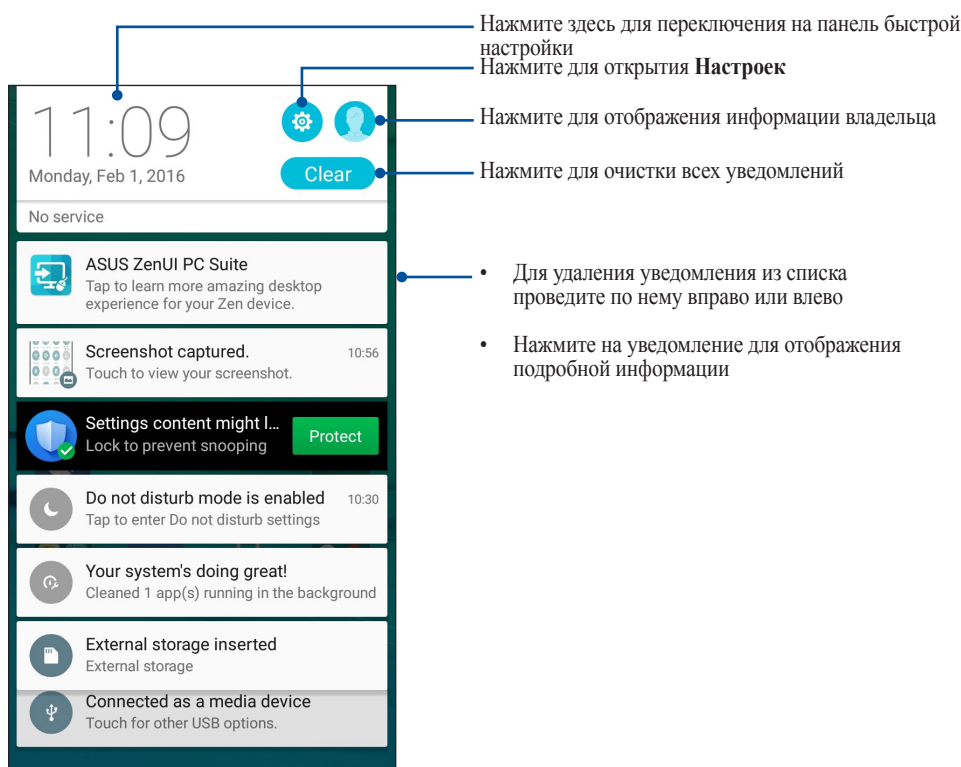 Нажмите здесь для переключения на панель быстрой
настройки
Нажмите для открытия Настроек
11:09
Нажмите для отображения информации владельца
Monday, Feb 1, 2016
Clear
Нажмите для очистки всех уведомлений
No service
ASUS ZenUI PC Suite
Tap to learn more amazing desktop
experience for your Zen device.
• Для удаления уведомления из списка
проведите по нему вправо или влево
• Нажмите на уведомление для отображения
подробной информации
Screenshot captured. 10:56
Touch to view your screenshot.
Settings content might l...
Lock to prevent snooping
Protect
Do not disturb mode is enabled 10:30
Tap to enter Do not disturb settings
Your system's doing great!
Cleaned 1 app(s) running in the background
External storage inserted
External storage
Connected as a media device
Touch for other USB options.